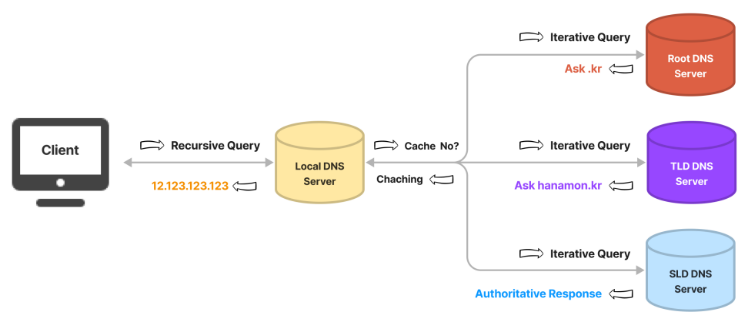 Client
Recursive Query
12.123.123.123
Local DNS
Server
Cache No?
Chaching
Iterative Query
Ask .kr
Root DNS
Server
Iterative Query
Ask hanamon.kr
TLD DNS
Server
Iterative Query
Authoritative Response
SLD DNS
Server